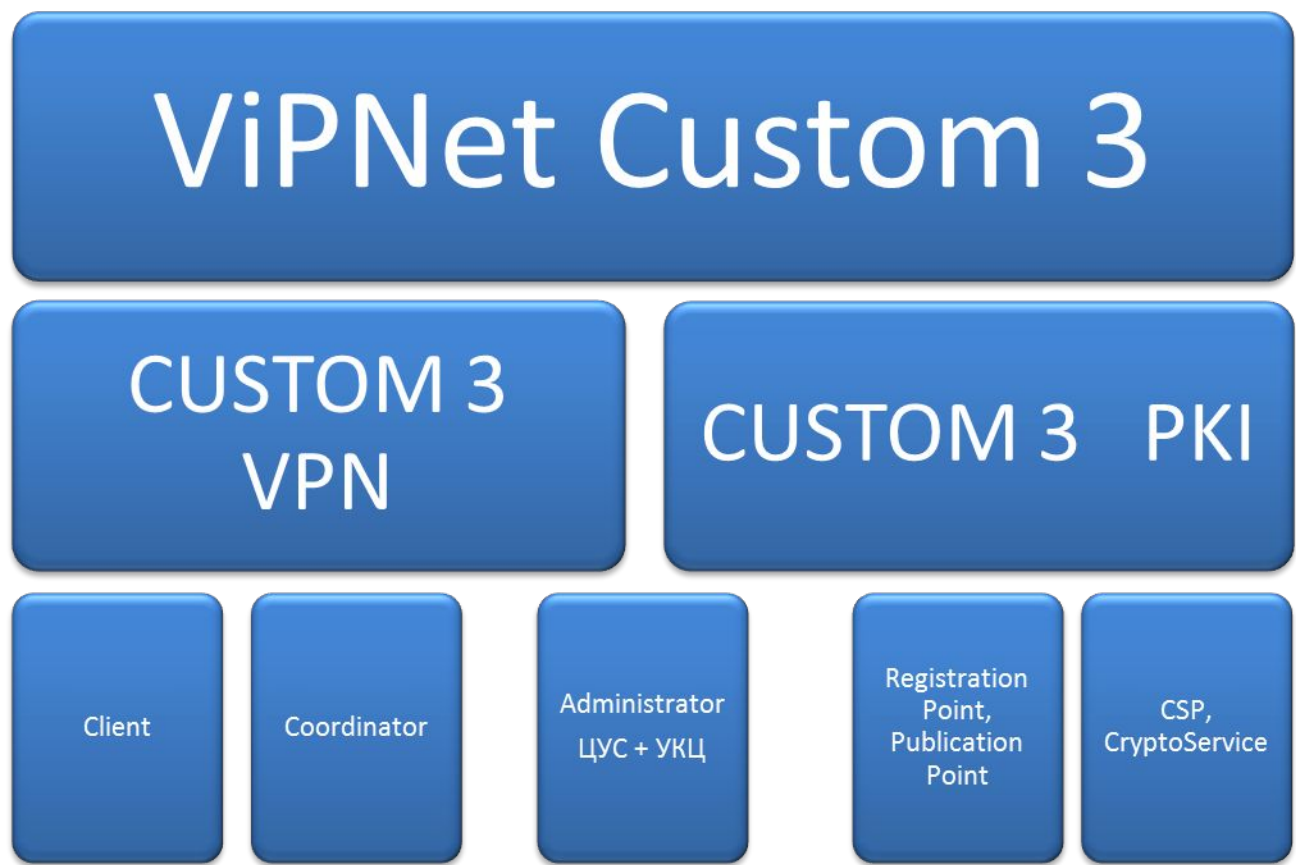 ViPNet Custom 3
CUSTOM 3
VPN
CUSTOM 3 PKI
Client
Coordinator
Administrator
ЦУС + УКЦ
Registration
Point,
Publication
Point
CSP,
CryptoService